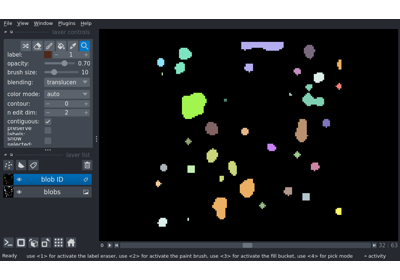 File View Window Plugins Help
layer controls
label: 1
opacity: 0.70
brush size: 10
blending: translucen
color mode: auto
contour: 0
n edit dim: 2
contiguous:
preserve labels:
show selected:
layer list
blob ID
blobs
32 63
Ready use <1> for activate the label eraser, use <2> for activate the paint brush, use <3> for activate the fill bucket, use <4> for pick mode activity